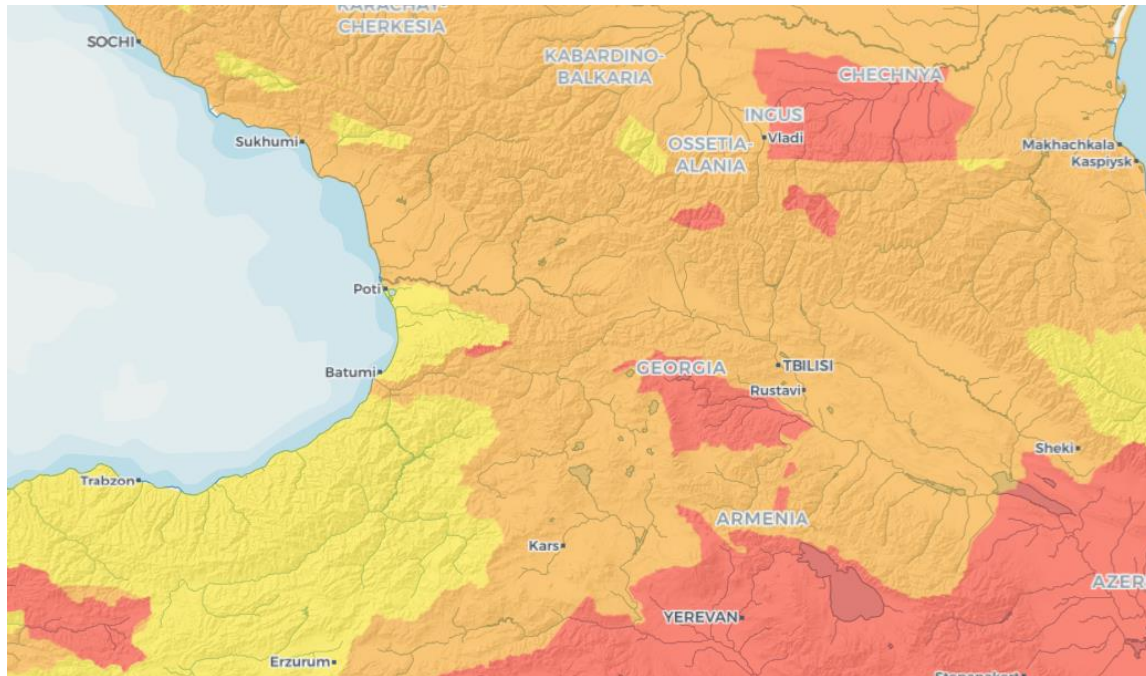 KARACHAY-
CHERKESIA
SOCHI
KABARDINO-
BALKARIA
CHECHNYA
INGUS
Vladi
Sukhumi
OSSETIA-
ALANIA
Makhachkala
Kaspiysk
Poti
GEORGIA
TBILISI
Batumi
Rustavi
Sheki
Trabzon
ARMENIA
Kars
AZER
YEREVAN
Erzurum
Stepanakert